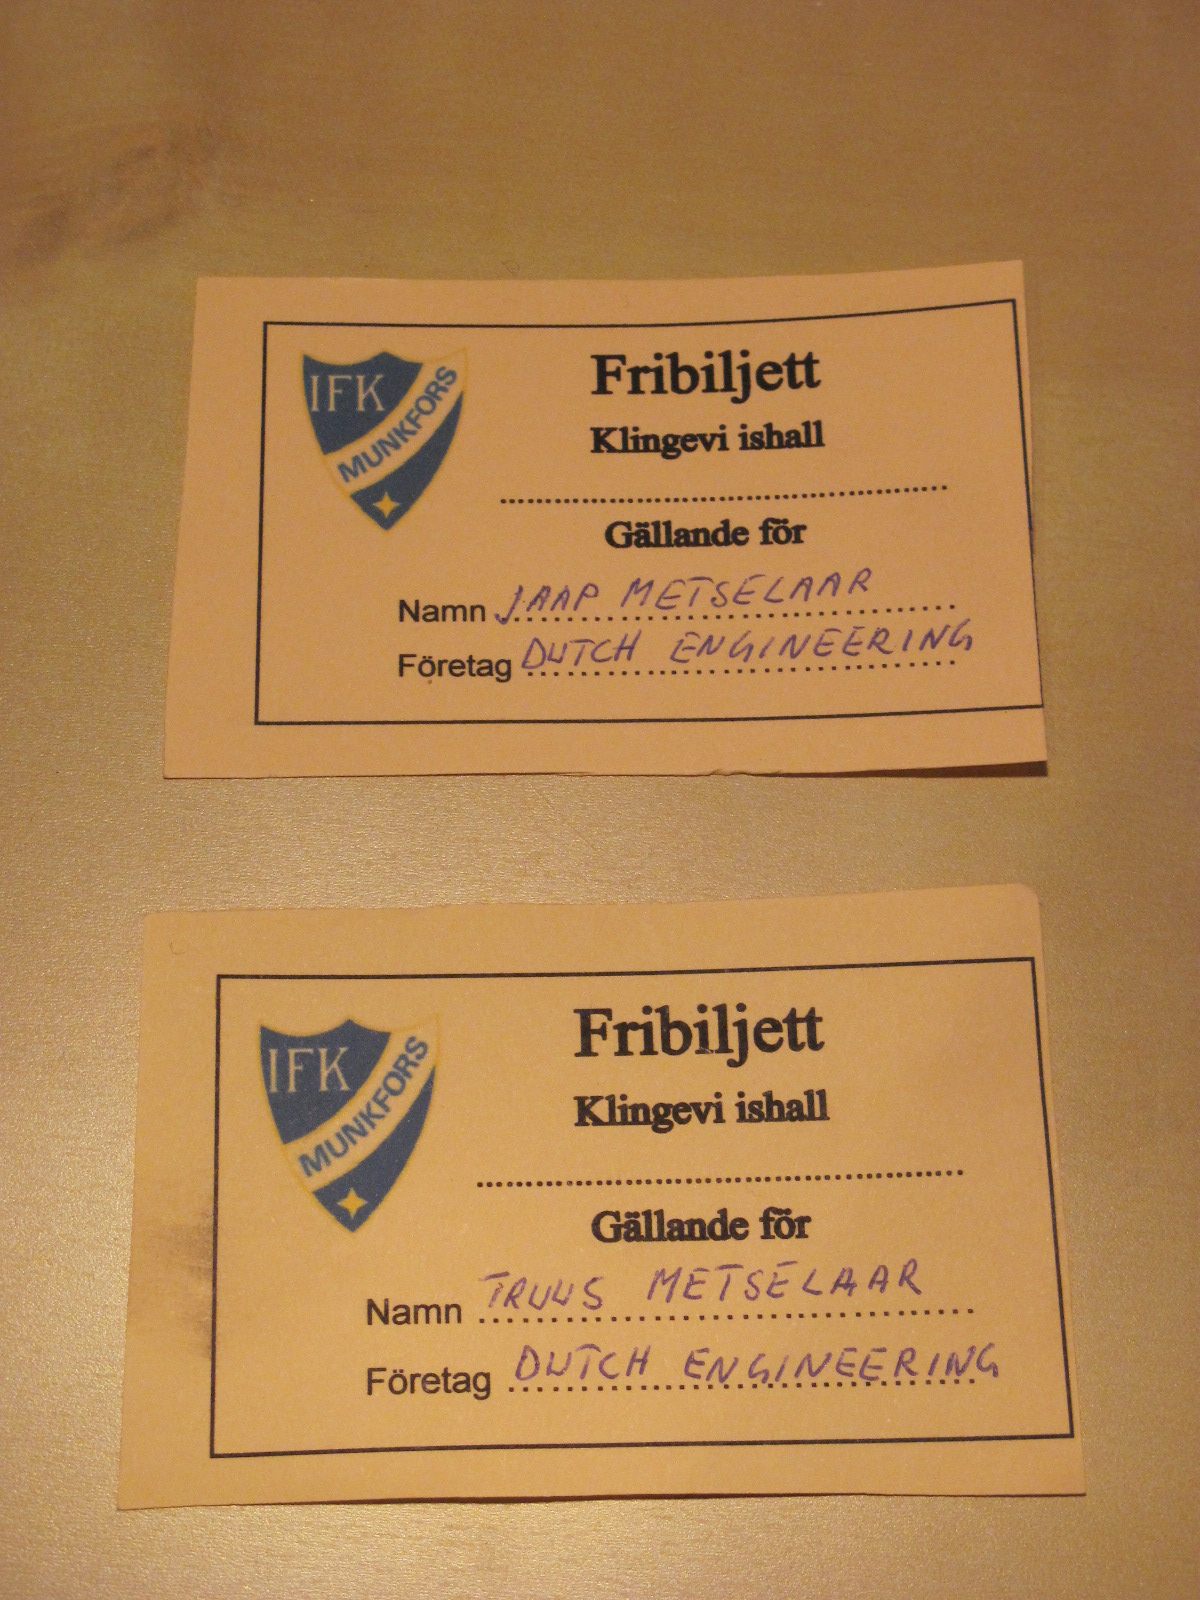 IFK
MUNKFORS
Fribiljett
Klingevi ishall
Gällande för
Namn JAAP METSELAAR
Företag DUTCH ENGINEERING
IFK
MUNKFORS
Fribiljett
Klingevi ishall
Gällande för
Namn TRUUS METSELAAR
Företag DUTCH ENGINEERING